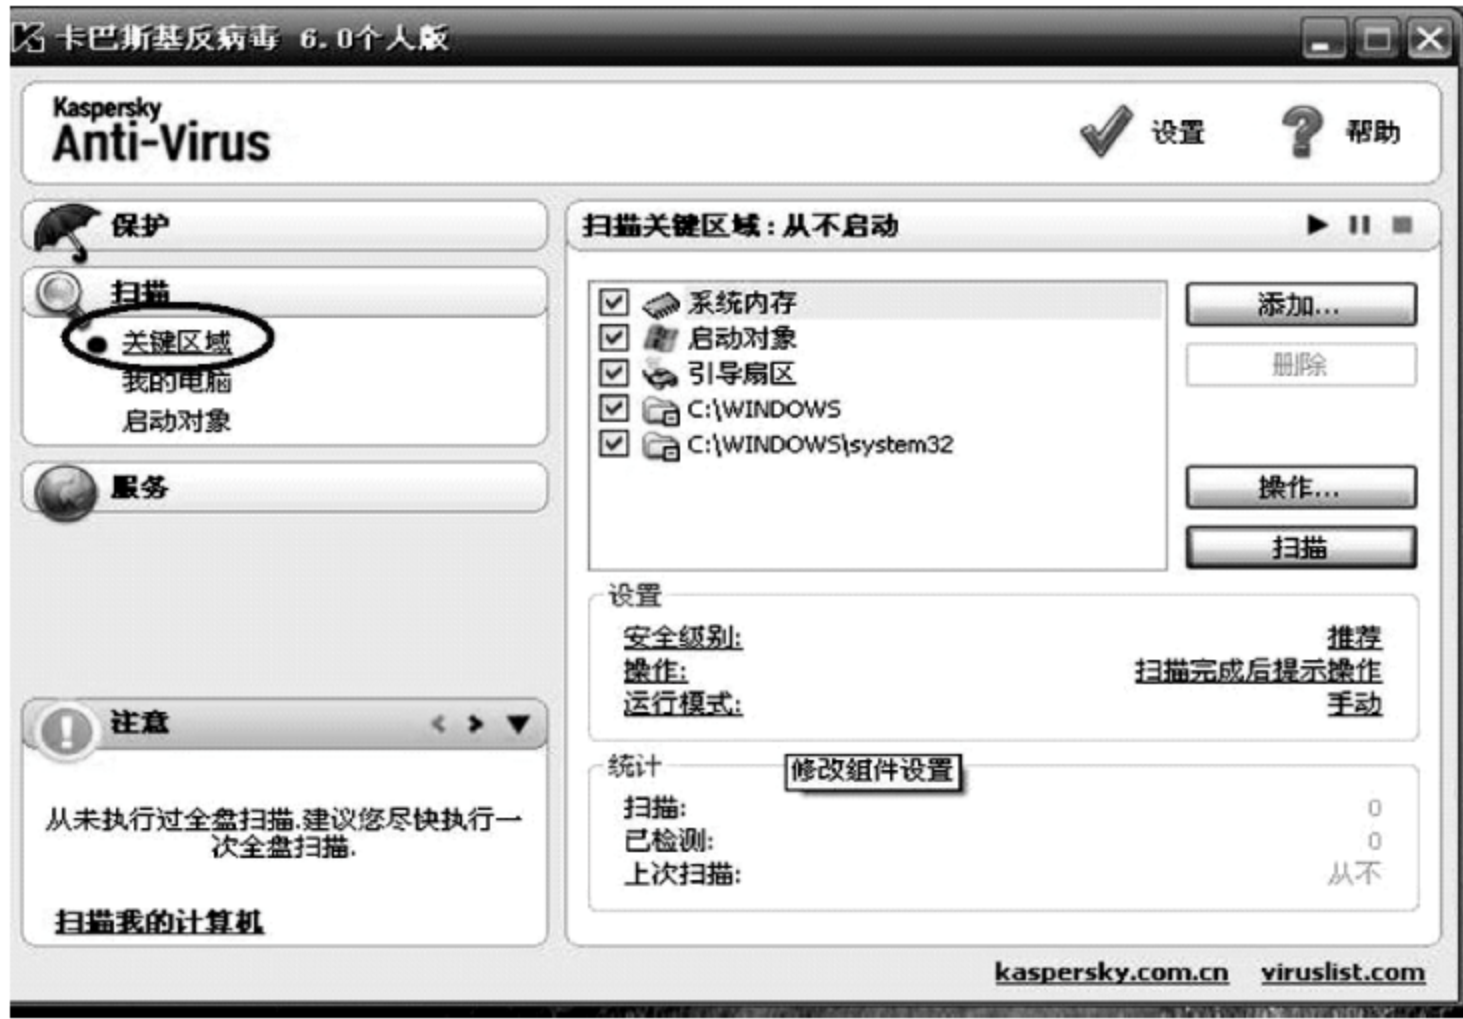 卡巴斯基反病毒 6.0个人版
Kaspersky
Anti-Virus
设置
帮助
保护
扫描
关键区域
我的电脑
启动对象
服务
注意
从未执行过全盘扫描.建议您尽快执行一
次全盘扫描.
扫描我的计算机
扫描关键区域:从不启动
系统内存
启动对象
引导扇区
C:\WINDOWS
C:\WINDOWS\system32
添加...
删除
操作...
扫描
设置
安全级别: 推荐
操作: 扫描完成后提示操作
运行模式: 手动
统计
修改组件设置
扫描: 0
已检测: 0
上次扫描: 从不
kaspersky.com.cn viruslist.com